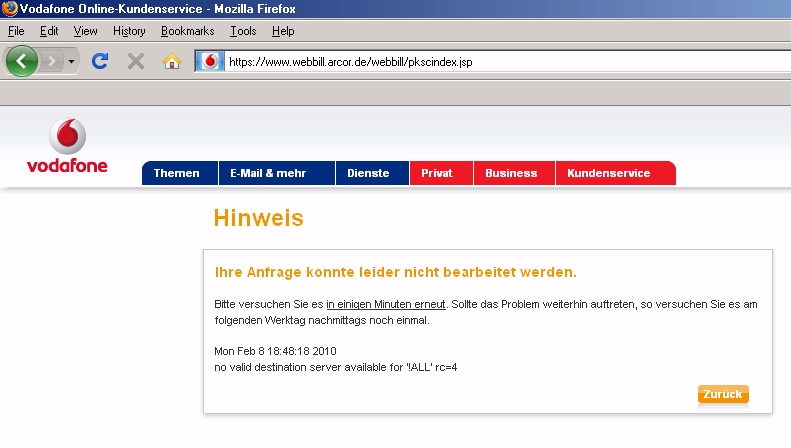 Vodafone Online-Kundenservice - Mozilla Firefox
File Edit View History Bookmarks Tools Help
https://www.webbill.arcor.de/webbill/pkscindex.jsp
vodafone
Themen E-Mail & mehr Dienste Privat Business Kundenservice
Hinweis
Ihre Anfrage konnte leider nicht bearbeitet werden.
Bitte versuchen Sie es in einigen Minuten erneut. Sollte das Problem weiterhin auftreten, so versuchen Sie es am
folgenden Werktag nachmittags noch einmal.
Mon Feb 8 18:48:18 2010
no valid destination server available for '!ALL' rc=4
Zurück